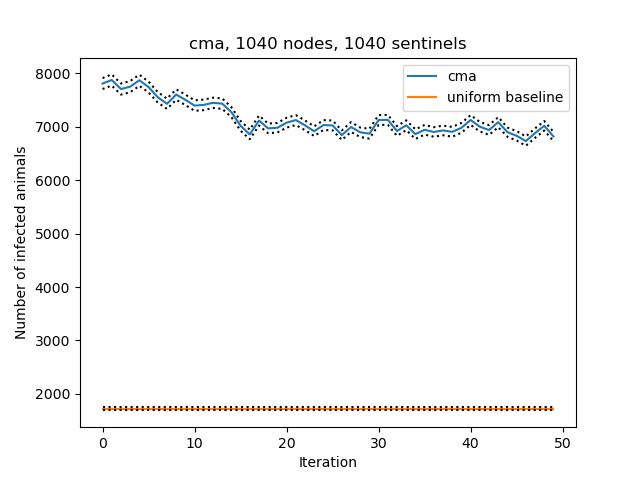 cma, 1040 nodes, 1040 sentinels
cma
uniform baseline
Number of infected animals
8000
7000
6000
5000
4000
3000
2000
0 10 20 30 40 50
Iteration